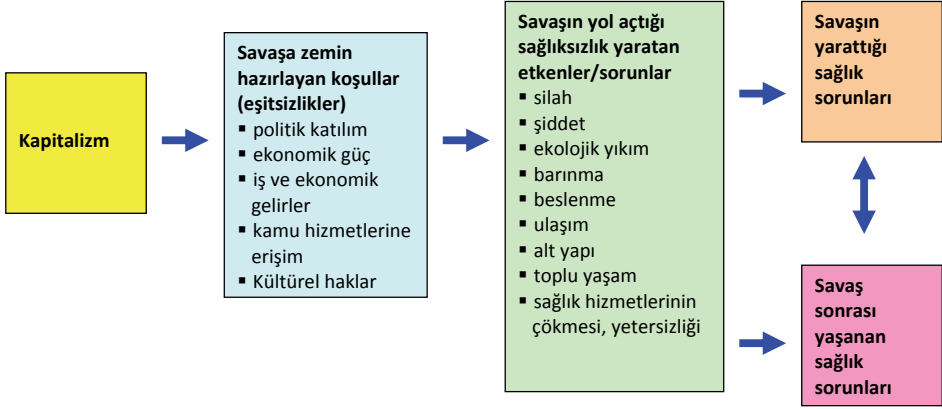 Kapitalizm
Savaşa zemin
hazırlayan koşullar
(eşitsizlikler)
▪ politik katılım
▪ ekonomik güç
▪ iş ve ekonomik
gelirler
▪ kamu hizmetlerine
erişim
▪ Kültürel haklar
Savaşın yol açtığı
sağlıksızlık yaratan
etkenler/sorunlar
▪ silah
▪ şiddet
▪ ekolojik yıkım
▪ barınma
▪ beslenme
▪ ulaşım
▪ alt yapı
▪ toplu yaşam
▪ sağlık hizmetlerinin
çökmesi, yetersizliği
Savaşın
yarattığı
sağlık
sorunları
Savaş
sonrası
yaşanan
sağlık
sorunları